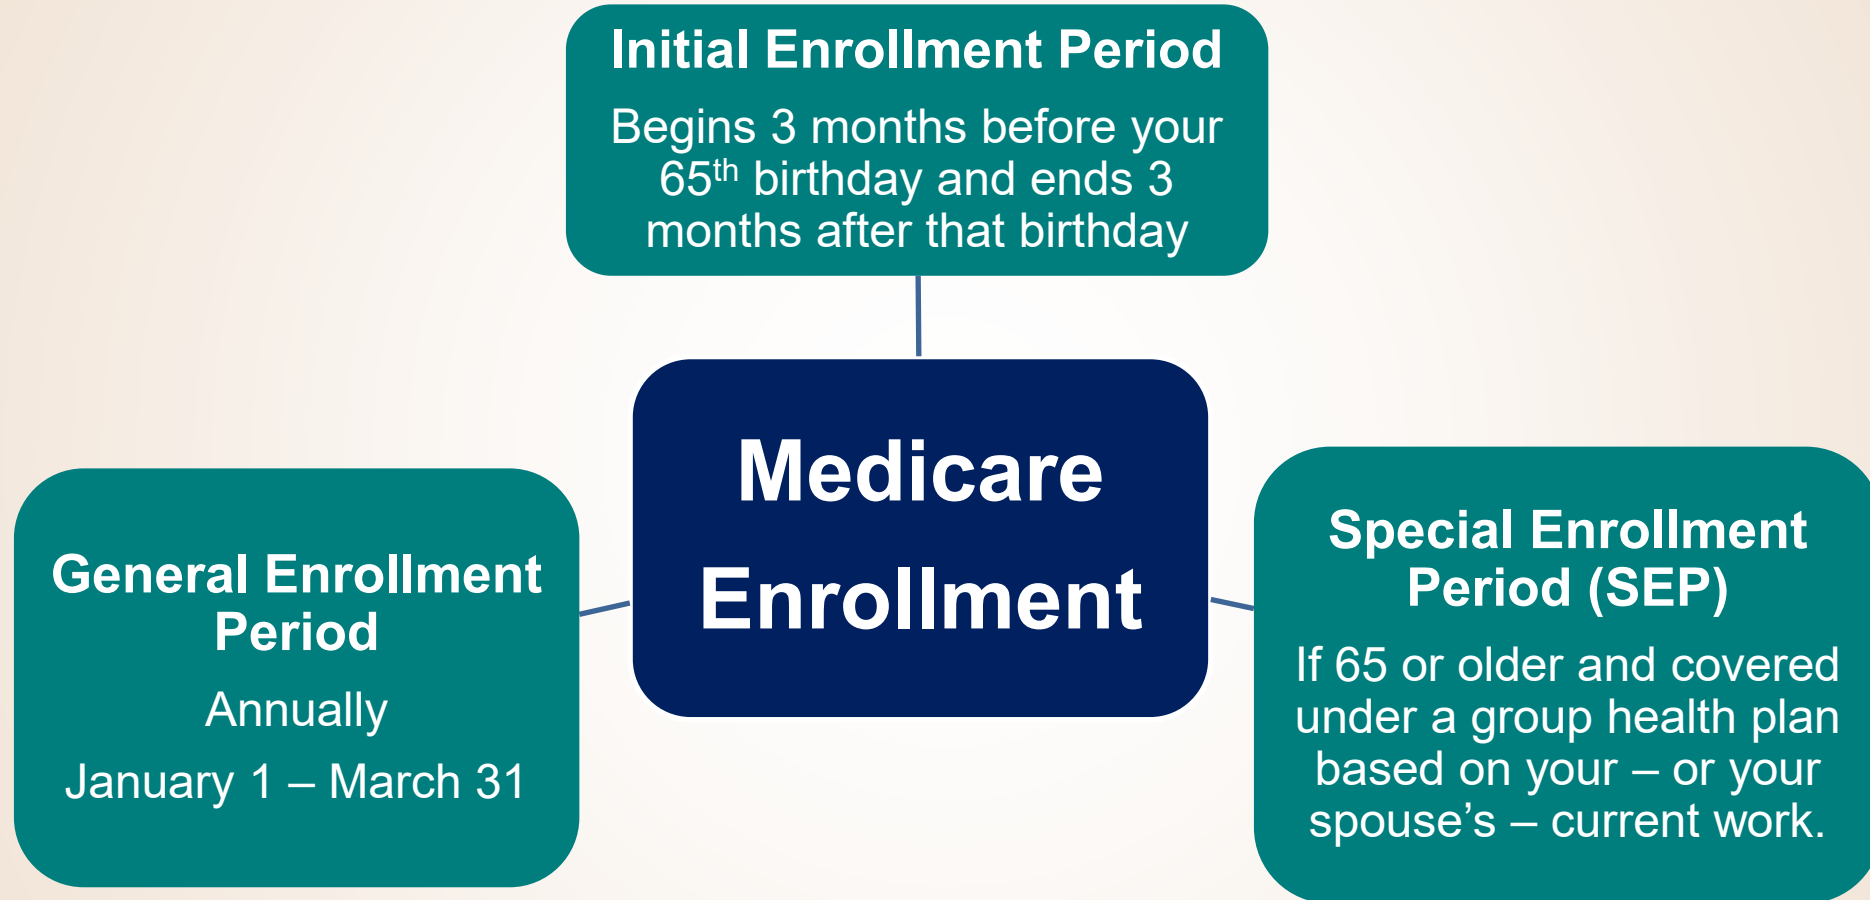 Initial Enrollment Period
Begins 3 months before your
65th birthday and ends 3
months after that birthday
Medicare
Enrollment
General Enrollment
Period
Annually
January 1 – March 31
Special Enrollment
Period (SEP)
If 65 or older and covered
under a group health plan
based on your – or your
spouse’s – current work.